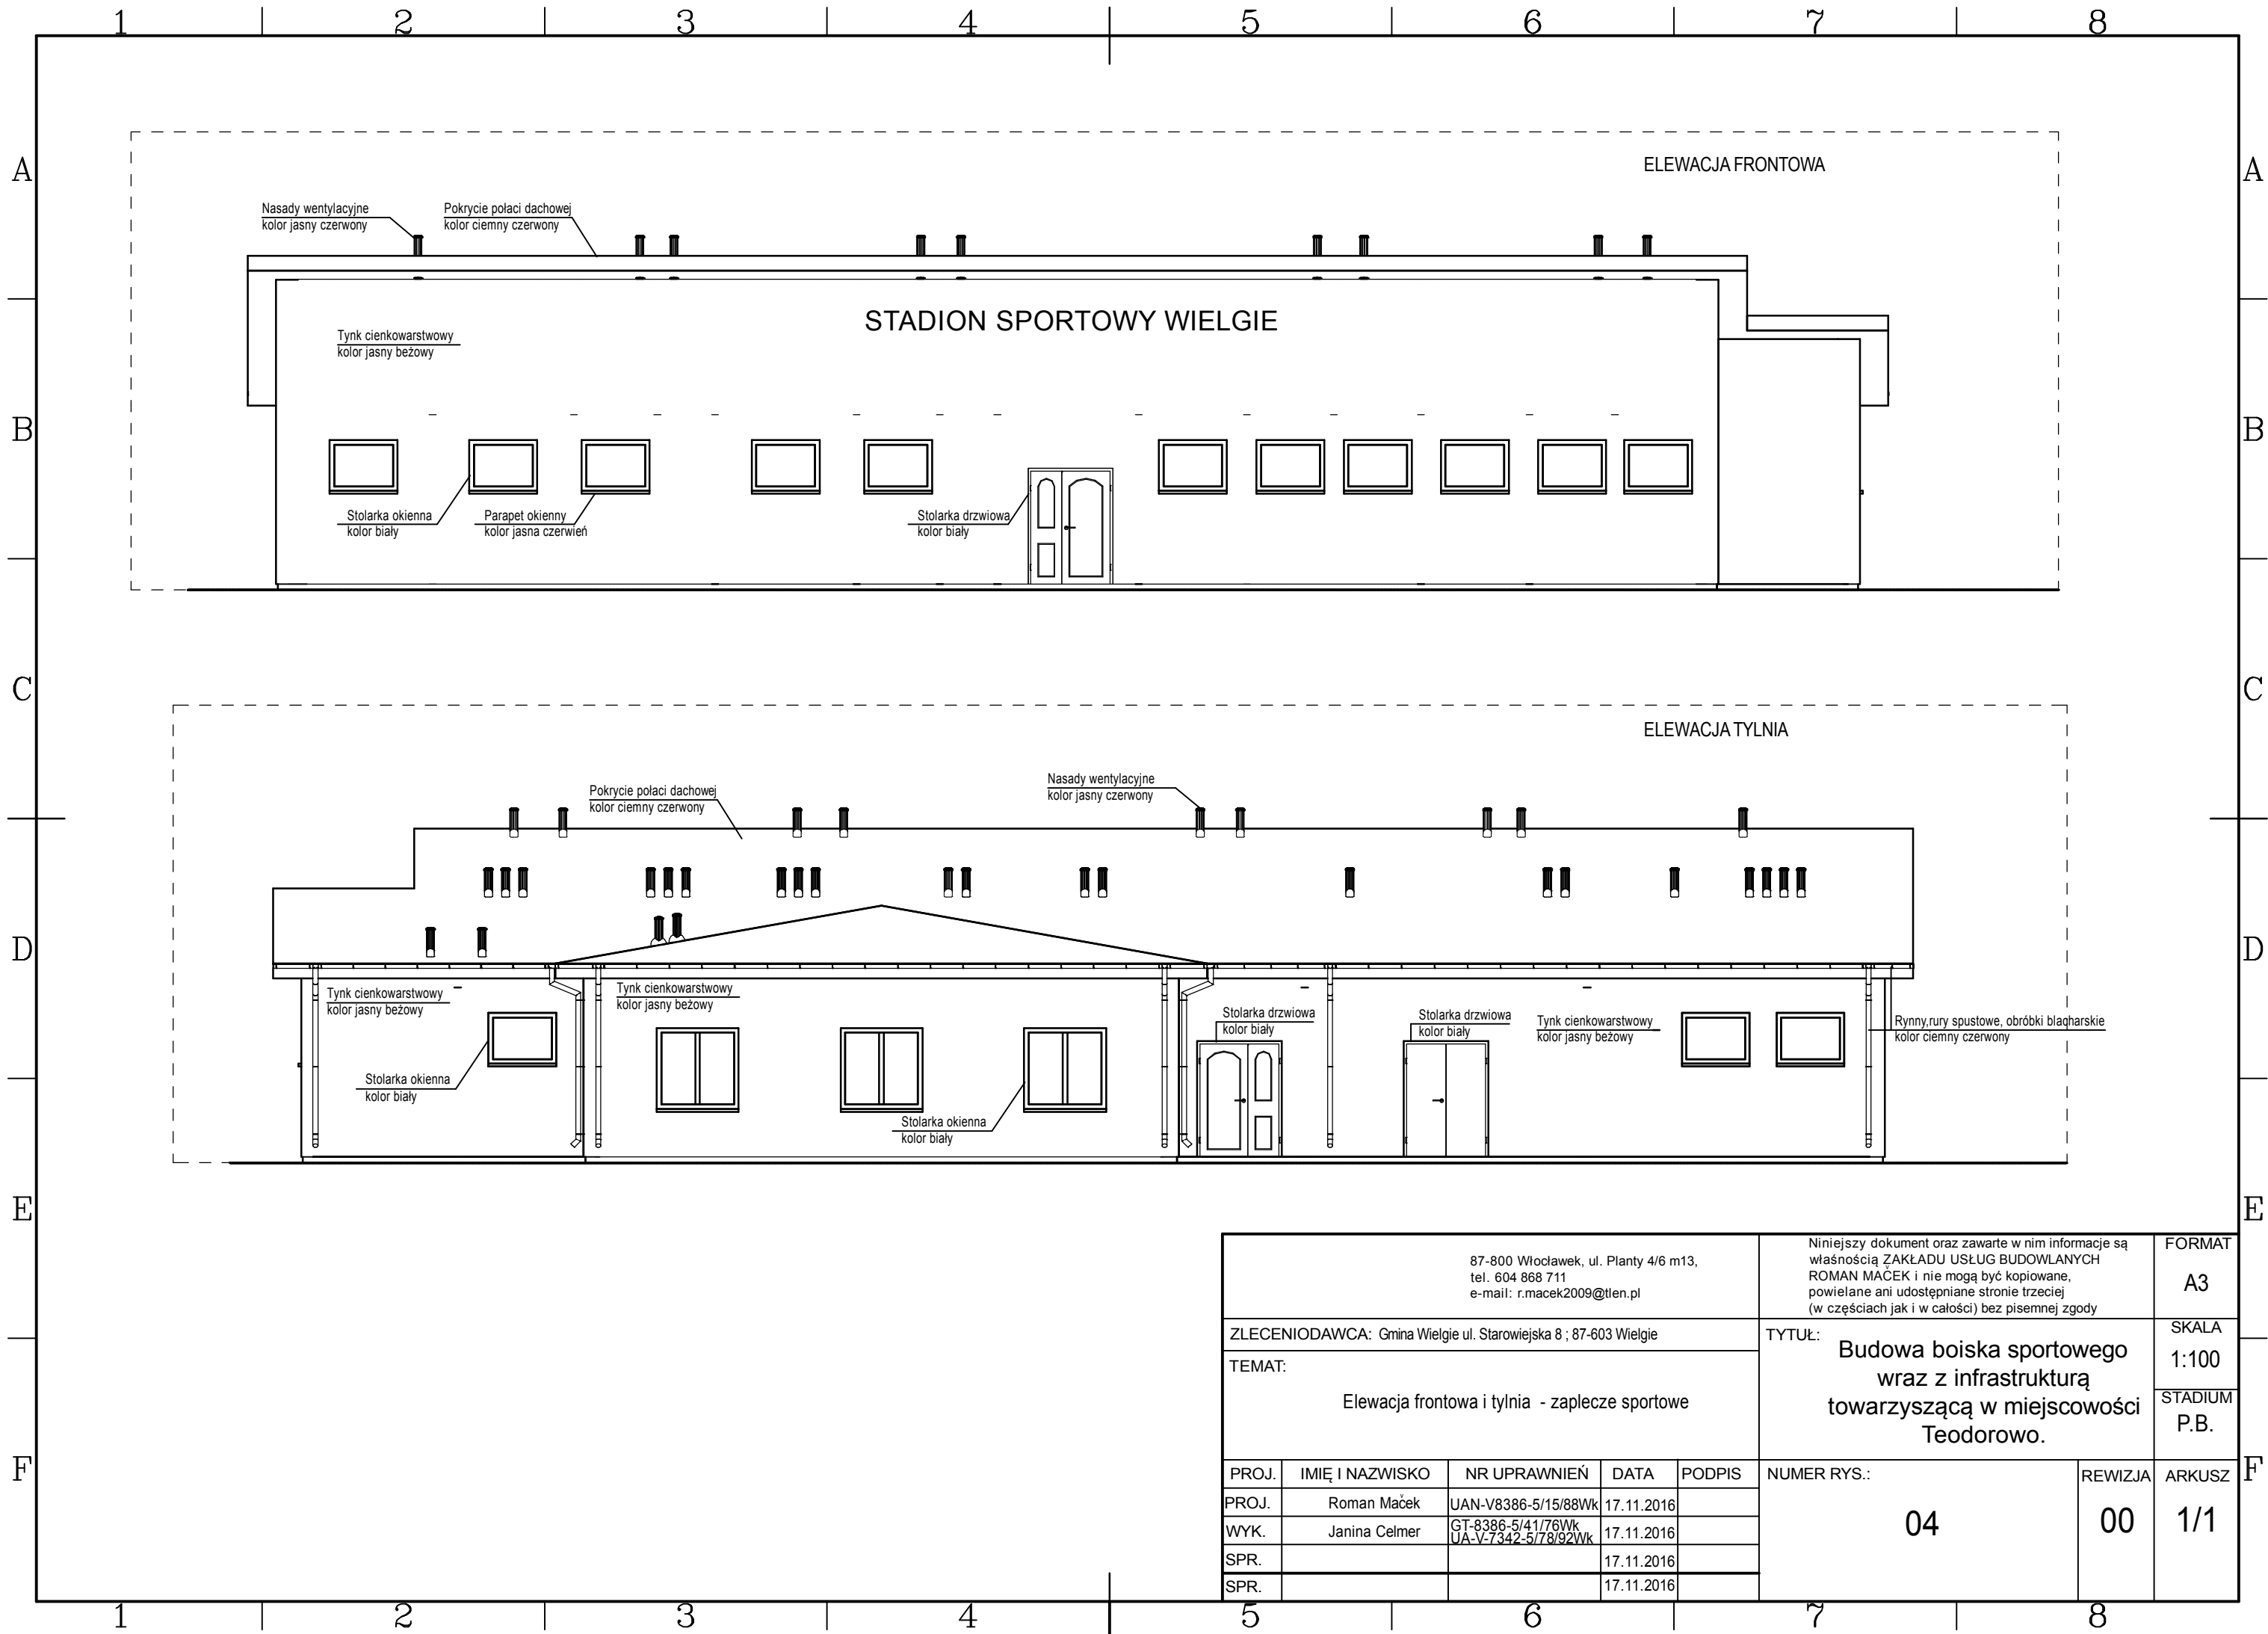 1 2 3 4 5 6 7 8
A A
ELEWACJA FRONTOWA
Nasady wentylacyjne
kolor jasny czerwony
Pokrycie połaci dachowej
kolor ciemny czerwony
STADION SPORTOWY WIELGIE
Tynk cienkowarstwowy
kolor jasny beżowy
B B
Stolarka okienna
kolor biały
Parapet okienny
kolor jasna czerwień
Stolarka drzwiowa
kolor biały
C C
ELEWACJA TYLNIA
Pokrycie połaci dachowej
kolor ciemny czerwony
Nasady wentylacyjne
kolor jasny czerwony
D D
Tynk cienkowarstwowy
kolor jasny beżowy
Tynk cienkowarstwowy
kolor jasny beżowy
Stolarka drzwiowa
kolor biały
Stolarka drzwiowa
kolor biały
Tynk cienkowarstwowy
kolor jasny beżowy
Rynny,rury spustowe, obróbki blacharskie
kolor ciemny czerwony
Stolarka okienna
kolor biały
Stolarka okienna
kolor biały
E E
87-800 Włocławek, ul. Planty 4/6 m13,
tel. 604 868 711
e-mail: r.macek2009@tlen.pl
Niniejszy dokument oraz zawarte w nim informacje są
właśnością ZAKŁADU USŁUG BUDOWLANYCH
ROMAN MAČEK i nie mogą być kopiowane,
powielane ani udostępniane stronie trzeciej
(w częściach jak i w całości) bez pisemnej zgody
FORMAT
A3
ZLECENIODAWCA: Gmina Wielgie ul. Starowiejska 8 ; 87-603 Wielgie
TEMAT:
Elewacja frontowa i tylnia - zaplecze sportowe
TYTUŁ:
Budowa boiska sportowego
wraz z infrastrukturą
towarzyszącą w miejscowości
Teodorowo.
SKALA
1:100
STADIUM
P.B.
F F
PROJ. IMIĘ I NAZWISKO NR UPRAWNIEŃ DATA PODPIS
PROJ. Roman Maček UAN-V8386-5/15/88Wk 17.11.2016
WYK. Janina Celmer GT-8386-5/41/76Wk
UA-V-7342-5/78/92Wk 17.11.2016
SPR. 17.11.2016
SPR. 17.11.2016
NUMER RYS.:
04
REWIZJA
00
ARKUSZ
1/1
1 2 3 4 5 6 7 8